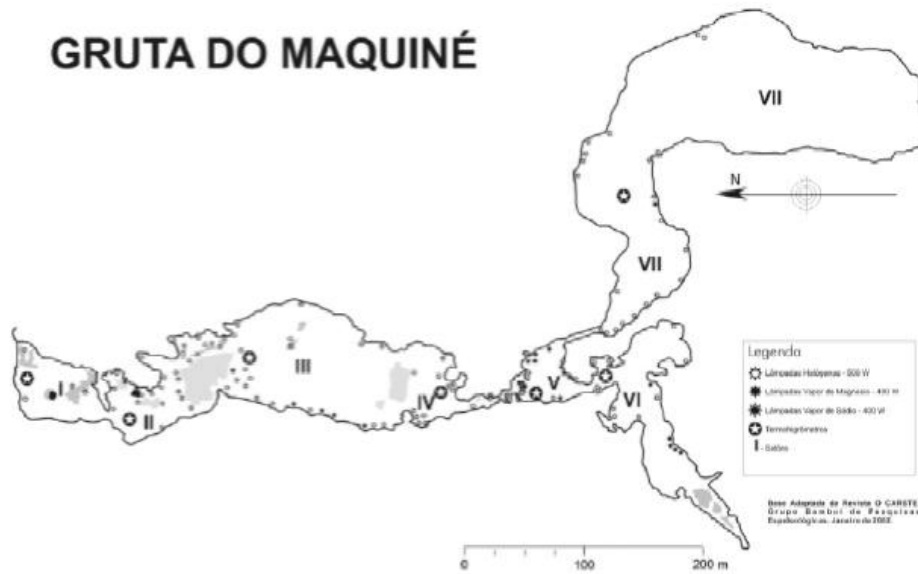 GRUTA DO MAQUINÉ
VII
N
VII
III
I
II
IV
V
VI
Legenda
Lâmpadas Halógenas - 500 W
Lâmpadas Vapor de Magnésio - 400 W
Lâmpadas Vapor de Sódio - 400 W
Termohigrômetros
I - Salões
Base Adaptada da Revista O CARSTE
Grupo Bambuí de Pesquisas
Espeleológicas. Janeiro de
0 100 200 m